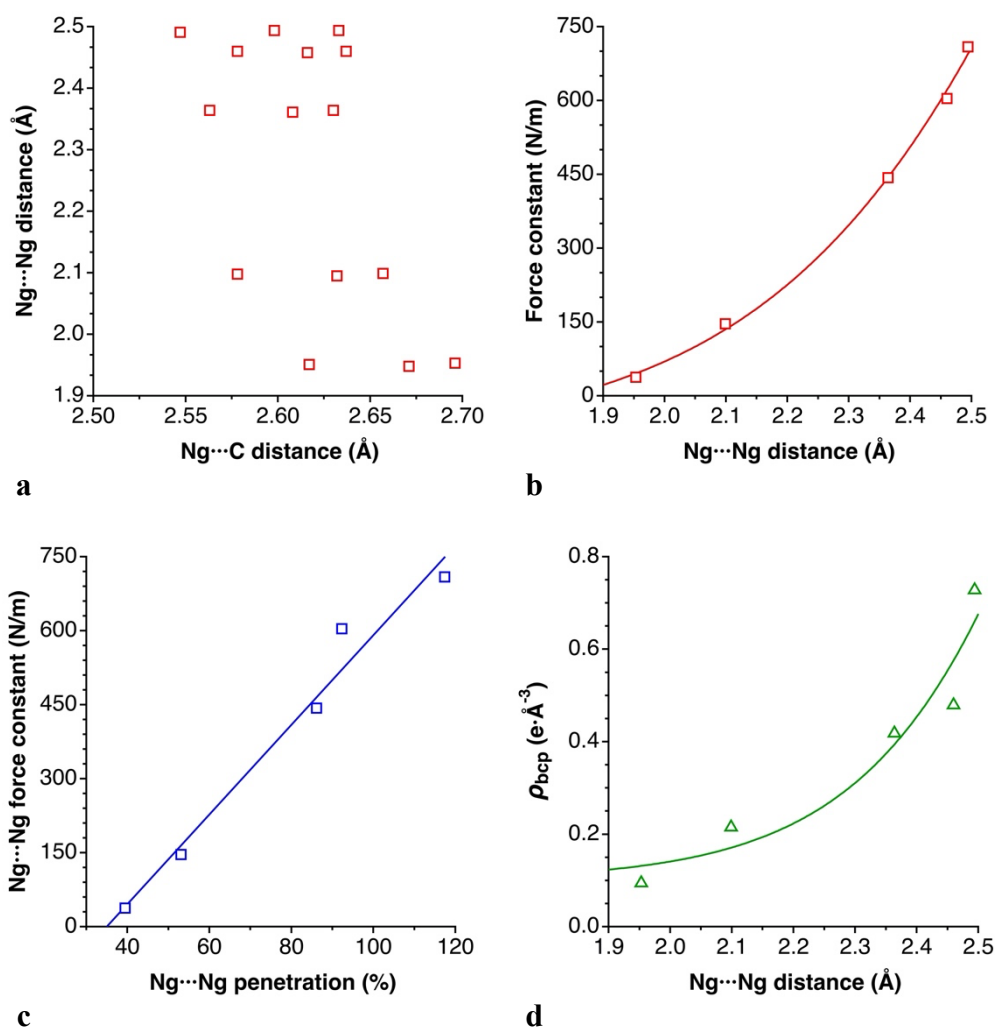 2.5
2.4
2.3
2.2
2.1
2.0
1.9
2.50 2.55 2.60 2.65 2.70
Ng···Ng distance (Å)
Ng···C distance (Å)
a
750
600
450
300
150
0
1.9 2.0 2.1 2.2 2.3 2.4 2.5
Force constant (N/m)
Ng···Ng distance (Å)
b
750
600
450
300
150
0
40 60 80 100 120
Ng···Ng force constant (N/m)
Ng···Ng penetration (%)
c
0.8
0.6
0.4
0.2
0.0
1.9 2.0 2.1 2.2 2.3 2.4 2.5
ρbcp (e·Å-3)
Ng···Ng distance (Å)
d